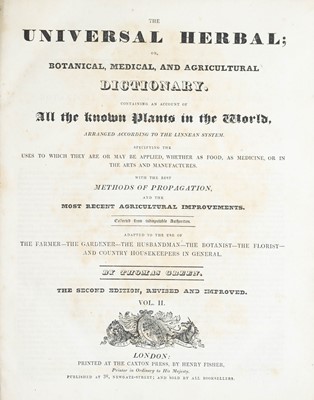 THE
UNIVERSAL HERBAL;
OR,
BOTANICAL, MEDICAL, AND AGRICULTURAL
DICTIONARY.
CONTAINING AN ACCOUNT OF
All the known Plants in the World,
ARRANGED ACCORDING TO THE LINNEAN SYSTEM.
SPECIFYING THE
USES TO WHICH THEY ARE OR MAY BE APPLIED, WHETHER AS FOOD, AS MEDICINE, OR IN
THE ARTS AND MANUFACTURES.
WITH THE BEST
METHODS OF PROPAGATION,
AND THE
MOST RECENT AGRICULTURAL IMPROVEMENTS.
Collected from indisputable Authorities.
ADAPTED TO THE USE OF
THE FARMER—THE GARDENER—THE HUSBANDMAN—THE BOTANIST—THE FLORIST—
AND COUNTRY HOUSEKEEPERS IN GENERAL.
BY THOMAS GREEN.
THE SECOND EDITION, REVISED AND IMPROVED.
VOL. II.
LONDON:
PRINTED AT THE CAXTON PRESS, BY HENRY FISHER,
Printer in Ordinary to His Majesty.
PUBLISHED AT 38, NEWGATE-STREET; AND SOLD BY ALL BOOKSELLERS.